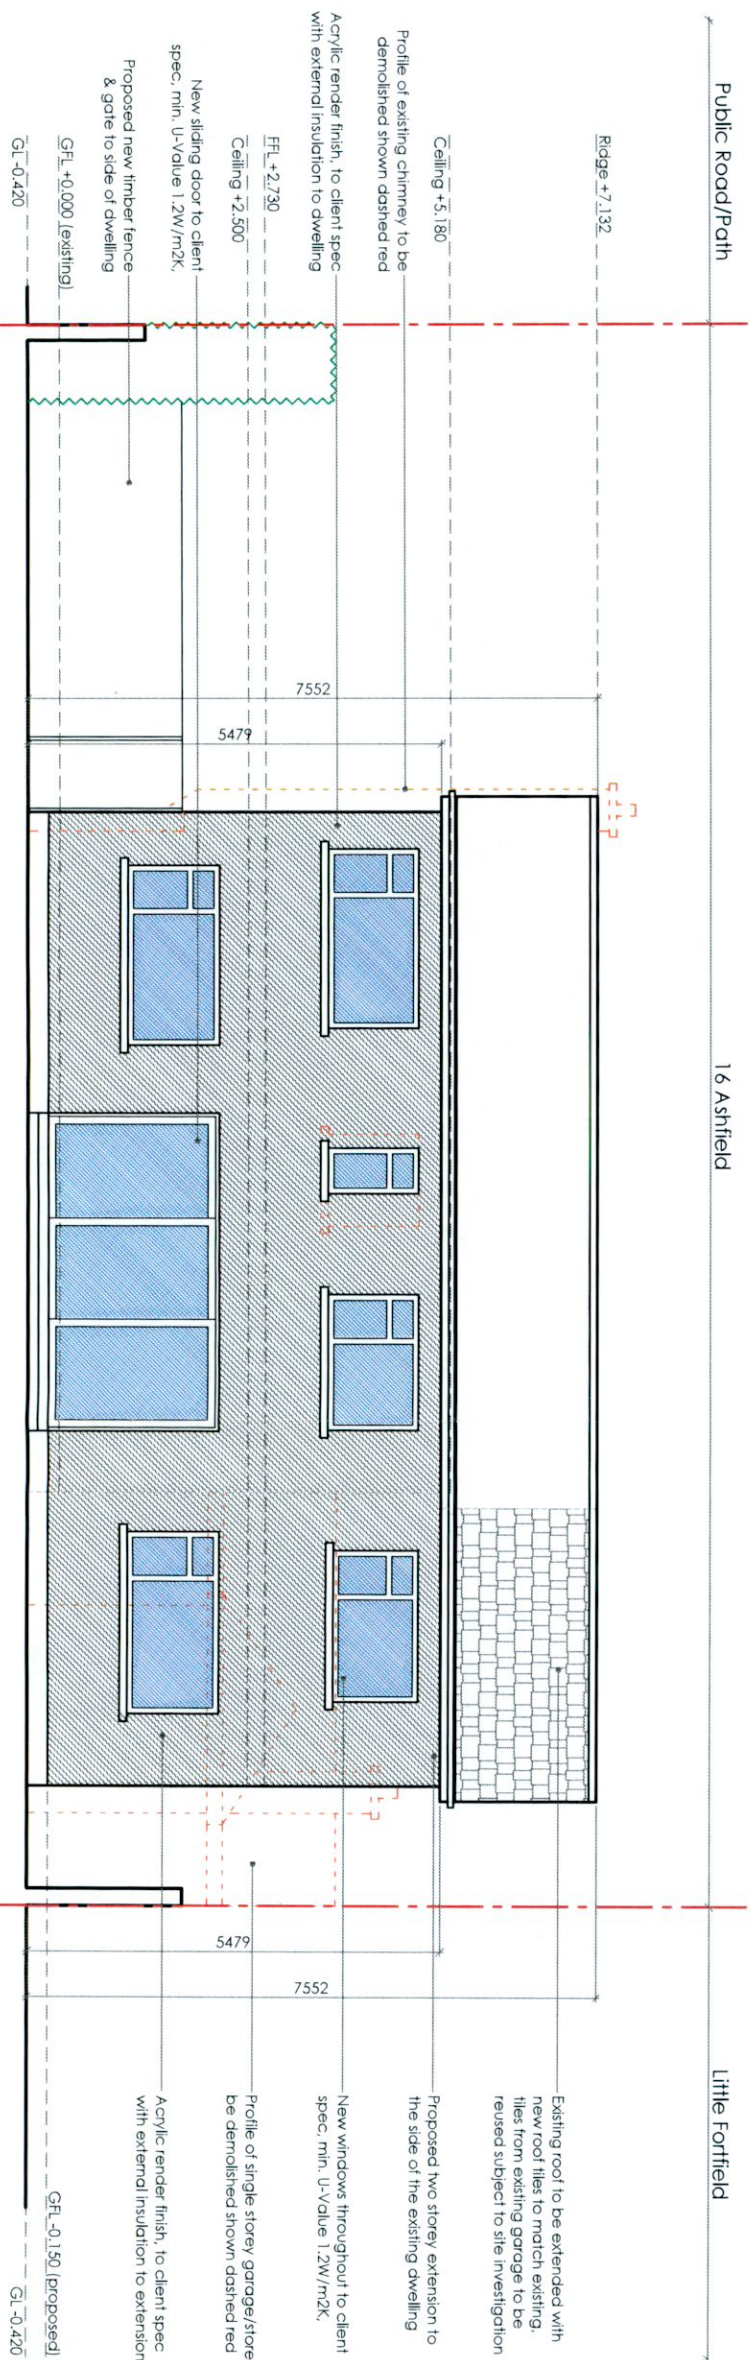 Public Road/Path
16 Ashfield
Little Fortfield
Ridge +7.132
Ceiling +5.180
Profile of existing chimney to be
demolished shown dashed red
Acrylic render finish, to client spec
with external insulation to dwelling
FFL +2.730
Ceiling +2.500
New sliding door to client
spec, min. U-Value 1.2W/m2K,
Proposed new timber fence
& gate to side of dwelling
GFL +0.000 (existing)
GL -0.420
7552
5479
5479
7552
Existing roof to be extended with
new roof tiles to match existing,
tiles from existing garage to be
reused subject to site investigation
Proposed two storey extension to
the side of the existing dwelling
New windows throughout to client
spec, min. U-Value 1.2W/m2K,
Profile of single storey garage/store
be demolished shown dashed red
Acrylic render finish, to client spec
with external insulation to extension
GFL -0.150 (proposed)
GL -0.420